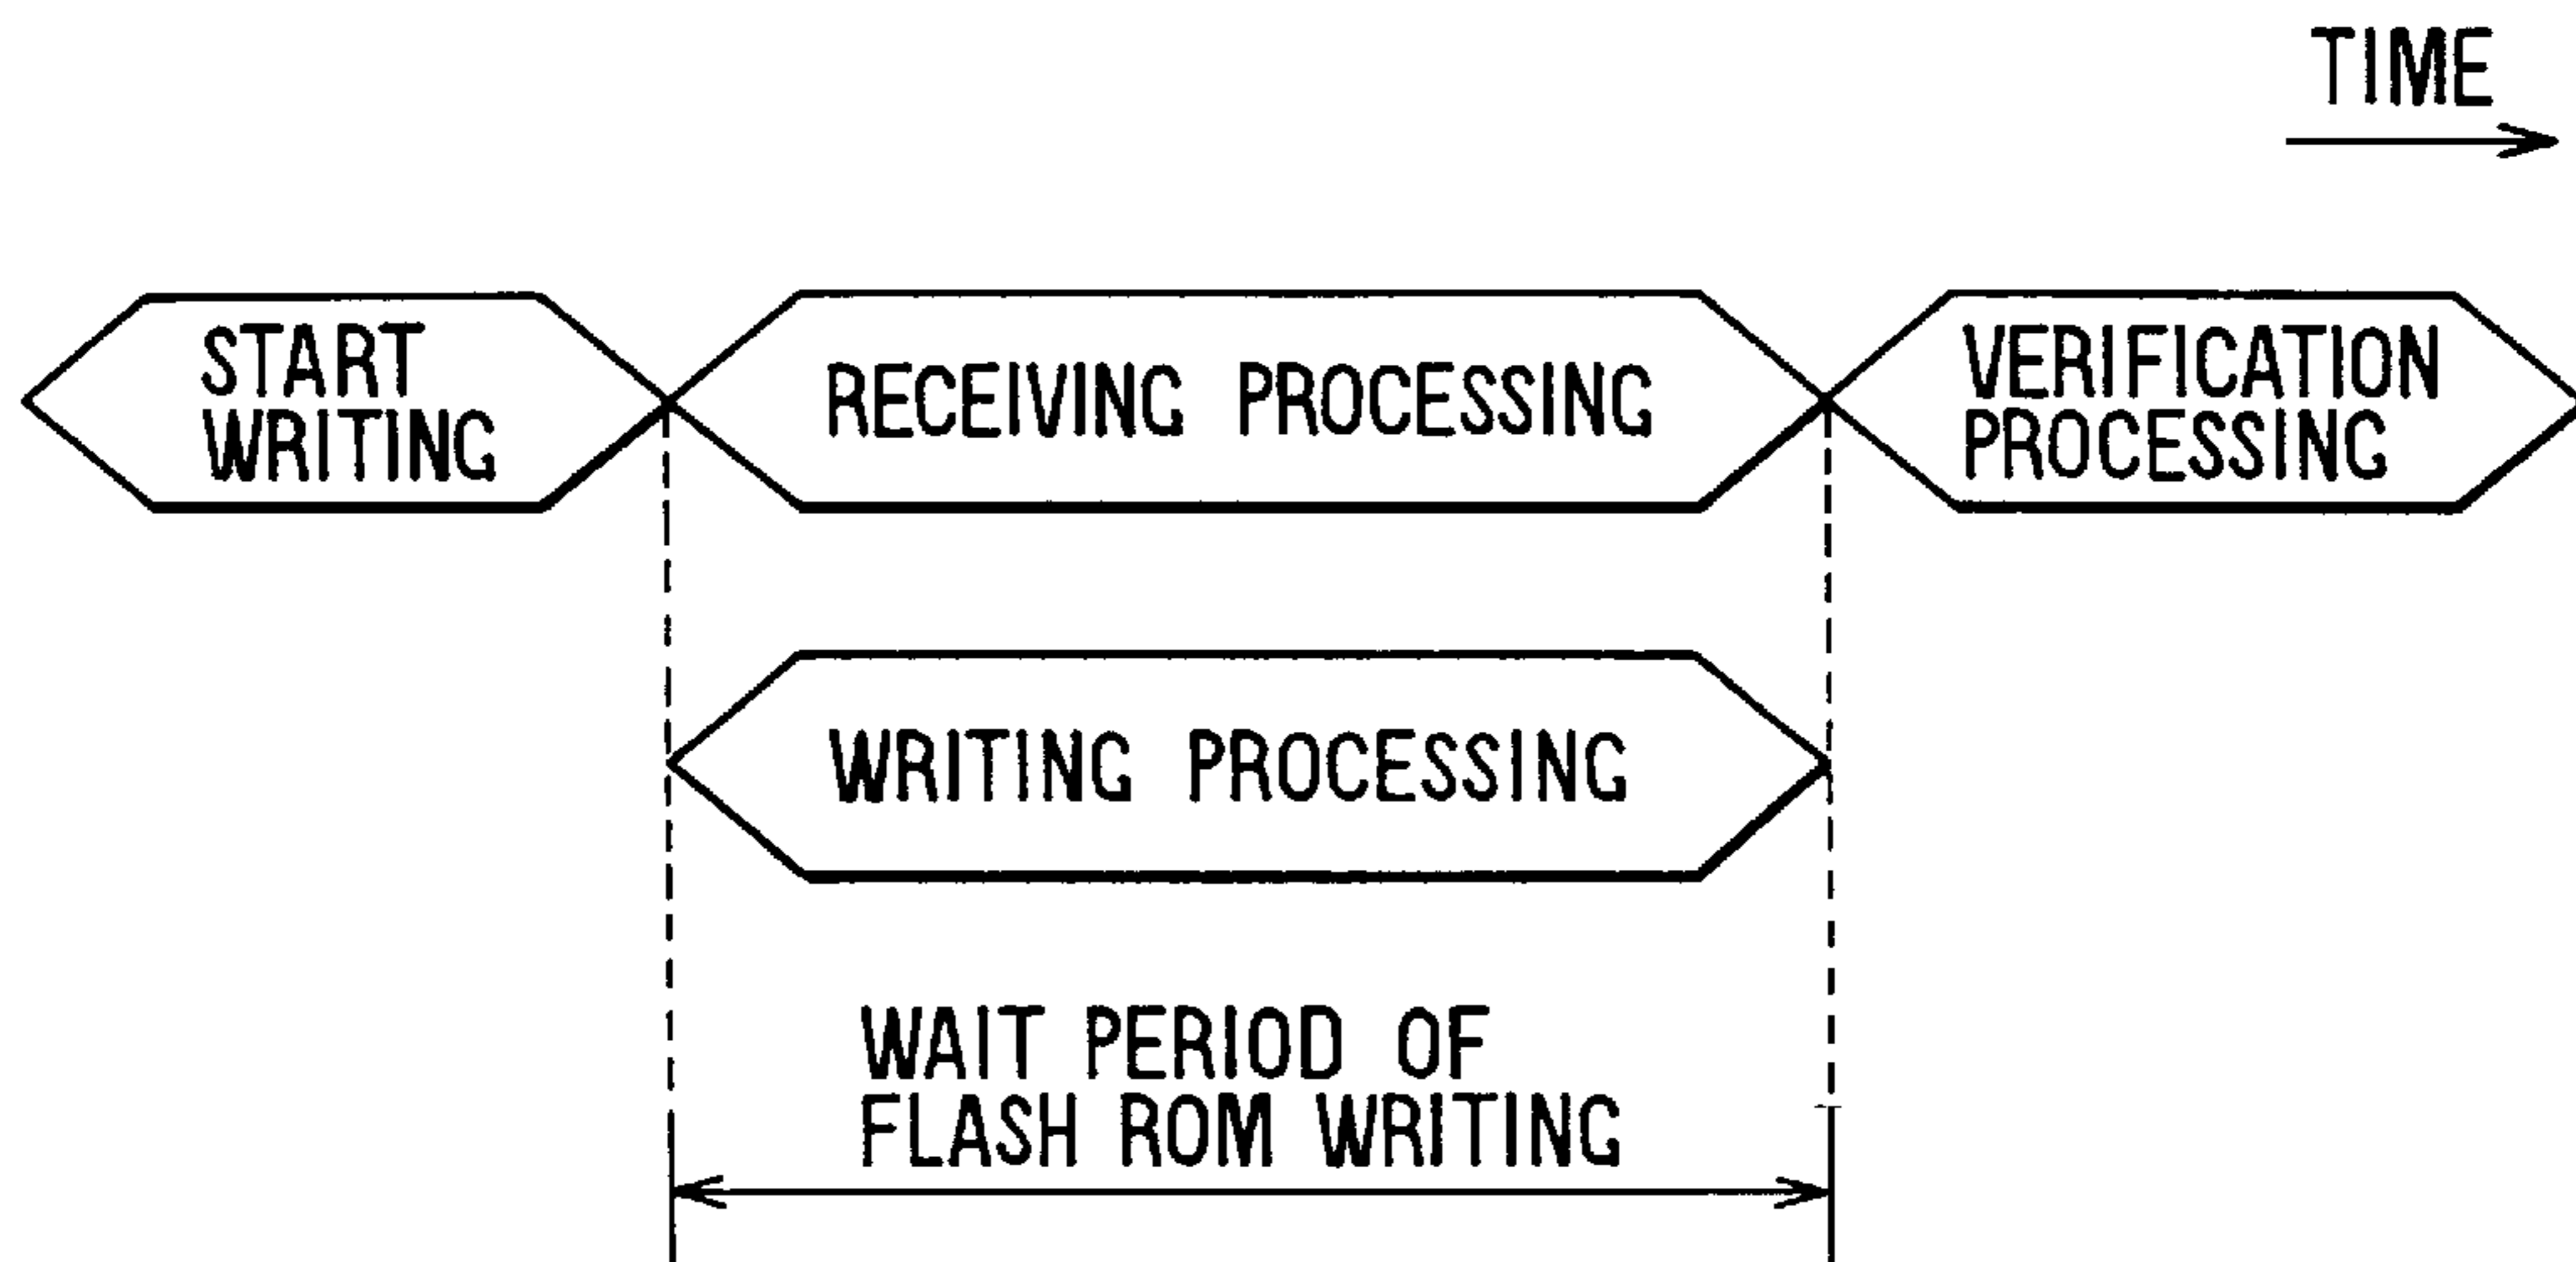 TIME
START
WRITING
RECEIVING PROCESSING
VERIFICATION
PROCESSING
WRITING PROCESSING
WAIT PERIOD OF
FLASH ROM WRITING